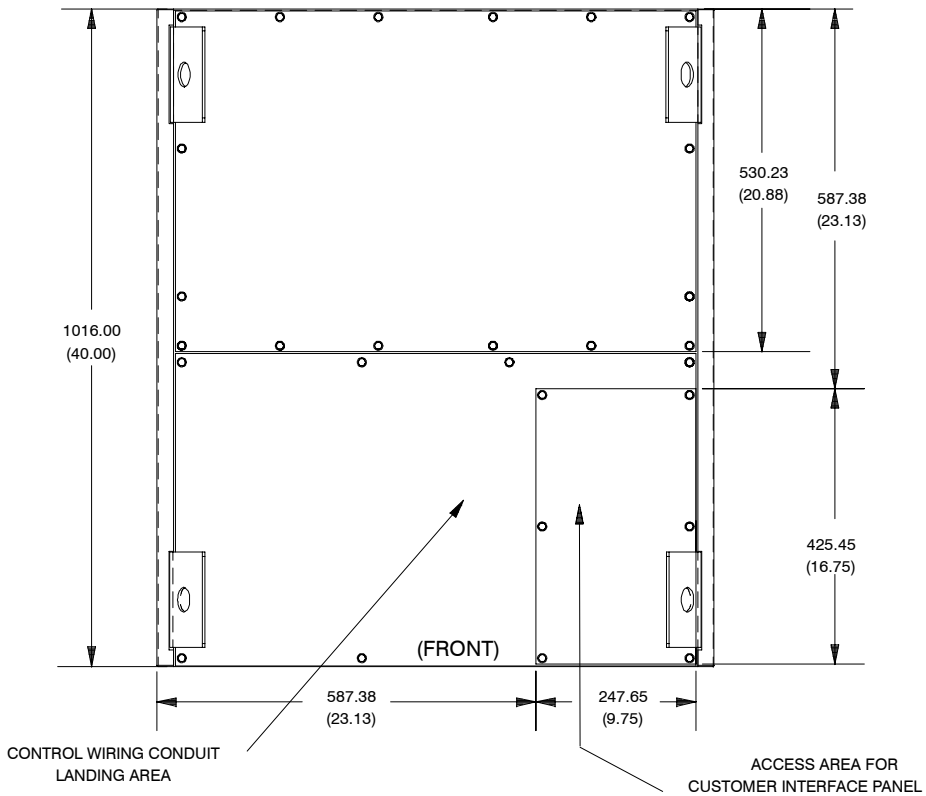 530.23
(20.88)
587.38
(23.13)
1016.00
(40.00)
425.45
(16.75)
(FRONT)
587.38
(23.13)
247.65
(9.75)
CONTROL WIRING CONDUIT
LANDING AREA
ACCESS AREA FOR
CUSTOMER INTERFACE PANEL